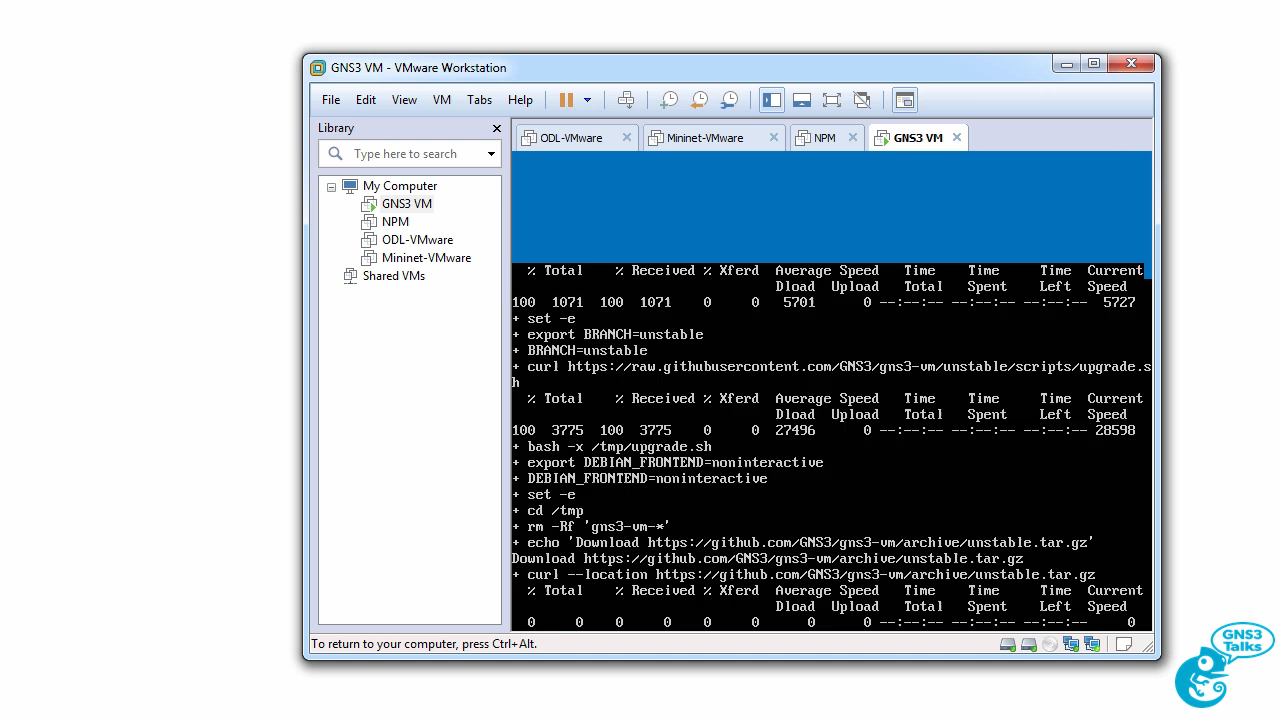 GNS3 VM - VMware Workstation
File Edit View VM Tabs Help
Library
Type here to search
My Computer
GNS3 VM
NPM
ODL-VMware
Mininet-VMware
Shared VMs
ODL-VMware Mininet-VMware NPM GNS3 VM
% Total % Received % Xferd Average Speed Time Time Time Current
Dload Upload Total Spent Left Speed
100 1071 100 1071 0 0 5701 0 --:--:-- --:--:-- --:--:-- 5727
+ set -e
+ export BRANCH=unstable
+ BRANCH=unstable
+ curl https://raw.githubusercontent.com/GNS3/gns3-vm/unstable/scripts/upgrade.s
h
% Total % Received % Xferd Average Speed Time Time Time Current
Dload Upload Total Spent Left Speed
100 3775 100 3775 0 0 27496 0 --:--:-- --:--:-- --:--:-- 28598
+ bash -x /tmp/upgrade.sh
+ export DEBIAN_FRONTEND=noninteractive
+ DEBIAN_FRONTEND=noninteractive
+ set -e
+ cd /tmp
+ rm -Rf 'gns3-vm-*'
+ echo 'Download https://github.com/GNS3/gns3-vm/archive/unstable.tar.gz'
Download https://github.com/GNS3/gns3-vm/archive/unstable.tar.gz
+ curl --location https://github.com/GNS3/gns3-vm/archive/unstable.tar.gz
% Total % Received % Xferd Average Speed Time Time Time Current
Dload Upload Total Spent Left Speed
0 0 0 0 0 0 0 0 --:--:-- --:--:-- --:--:-- 0
To return to your computer, press Ctrl+Alt.
GNS3
Talks